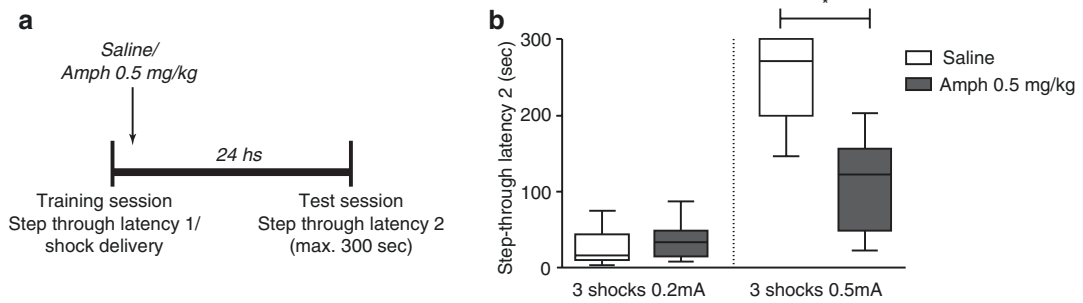 a
Saline/
Amph 0.5 mg/kg
24 hs
Training session
Step through latency 1/
shock delivery
Test session
Step through latency 2
(max. 300 sec)
b
Step-through latency 2 (sec)
300
200
100
0
*
3 shocks 0.2mA
3 shocks 0.5mA
Saline
Amph 0.5 mg/kg